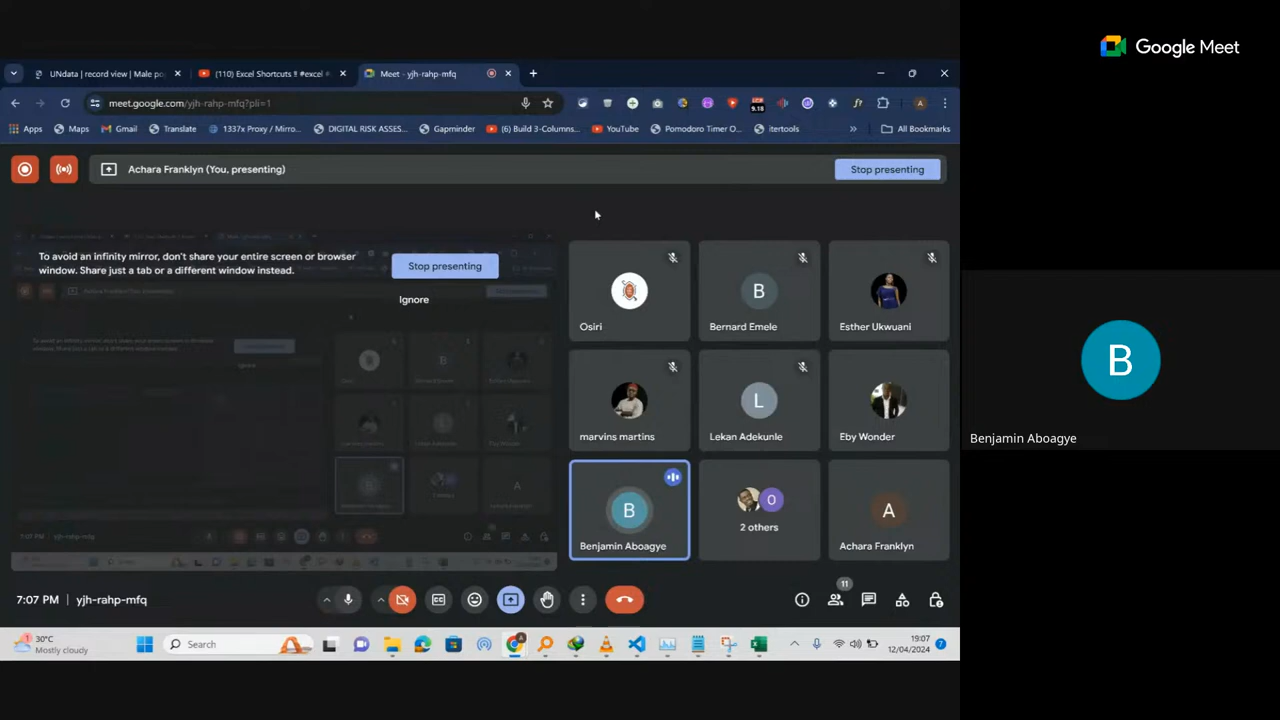 Google Meet
UNdata | record view | Male po
(110) Excel Shortcuts !! #excel
Meet - yjh-rahp-mfq
meet.google.com/yjh-rahp-mfq?pli=1
9.18
Apps
Maps
Gmail
Translate
1337x Proxy / Mirro...
DIGITAL RISK ASSES...
Gapminder
(6) Build 3-Columns...
YouTube
Pomodoro Timer O...
itertools
All Bookmarks
Achara Franklyn (You, presenting)
Stop presenting
To avoid an infinity mirror, don't share your entire screen or browser
window. Share just a tab or a different window instead.
Stop presenting
Ignore
Osiri
B
Bernard Emele
Esther Ukwuani
marvins martins
L
Lekan Adekunle
Eby Wonder
B
Benjamin Aboagye
O
2 others
A
Achara Franklyn
B
Benjamin Aboagye
7:07 PM | yjh-rahp-mfq
11
30°C
Mostly cloudy
Search
19:07
12/04/2024
7